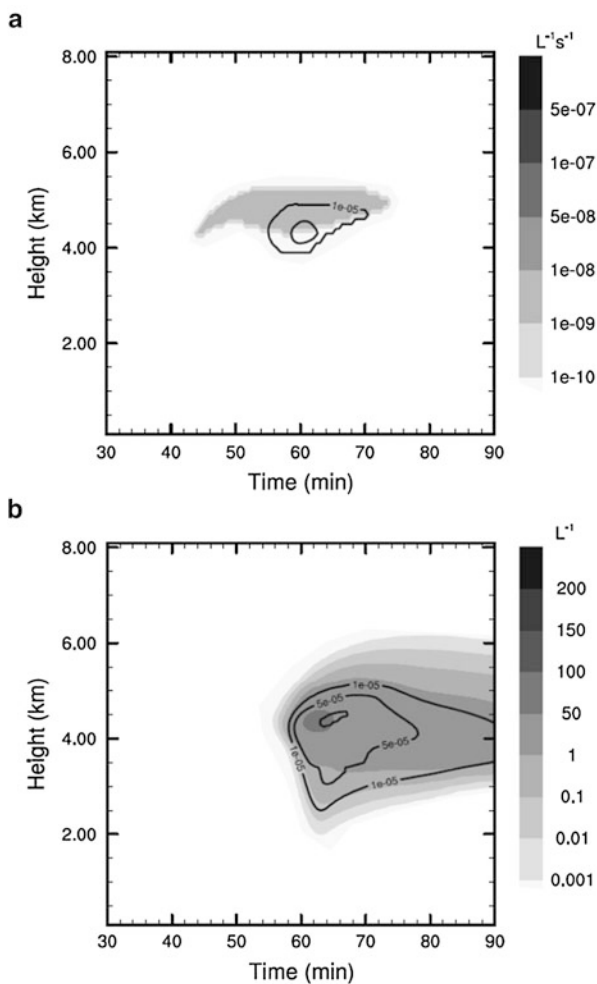 a
L⁻¹s⁻¹
8.00
6.00
4.00
2.00
Height (km)
1e-05
30 40 50 60 70 80 90
Time (min)
5e-07
1e-07
5e-08
1e-08
1e-09
1e-10
b
L⁻¹
8.00
6.00
4.00
2.00
Height (km)
1e-05
5e-05
1e-05
5e-05
1e-05
30 40 50 60 70 80 90
Time (min)
200
150
100
50
1
0.1
0.01
0.001